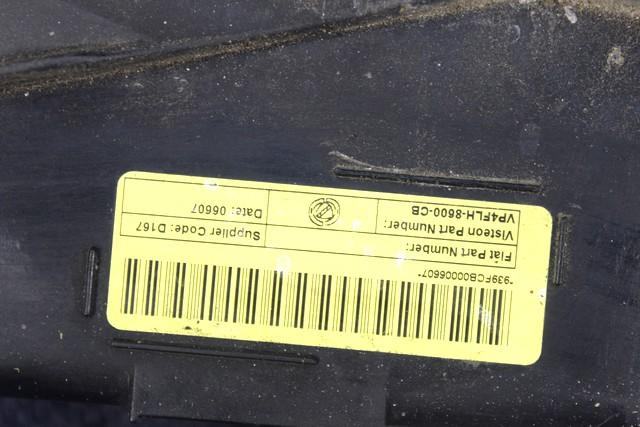 *939FCB00006607*
Fiat Part Number:
Supplier Code: D167
Visteon Part Number:
VP4FLH-8600-CB
Date: 06607